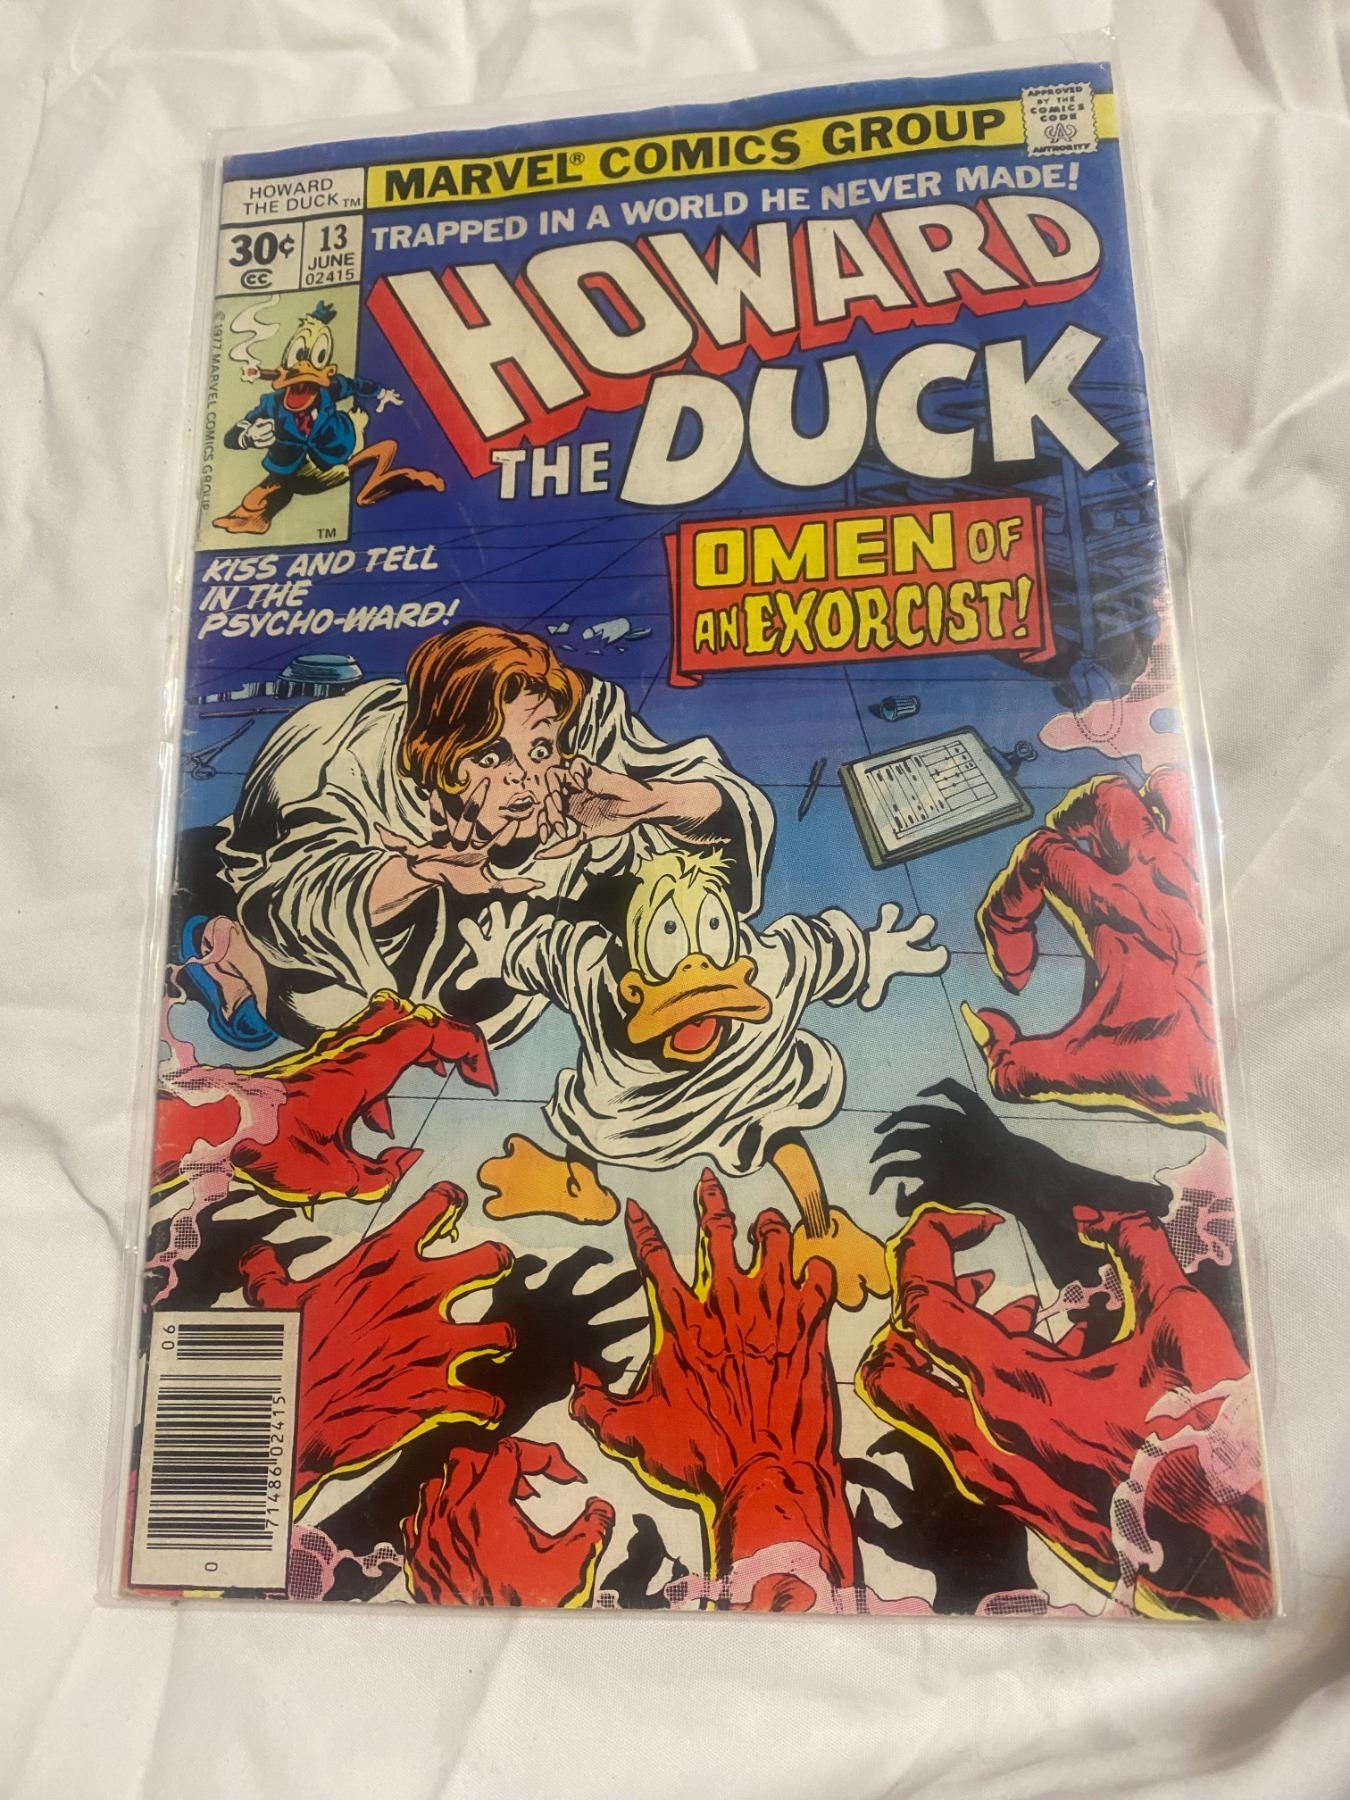 MARVEL® COMICS GROUP
APPROVED
BY THE
COMICS
CODE
CA
AUTHORITY
HOWARD
THE DUCK™
30¢
CC
13
JUNE
02415
TRAPPED IN A WORLD HE NEVER MADE!
HOWARD
THE DUCK
© 1977 MARVEL COMICS GROUP
TM
KISS AND TELL
IN THE
PSYCHO-WARD!
OMEN OF
AN EXORCIST!
06
71486 02415
0